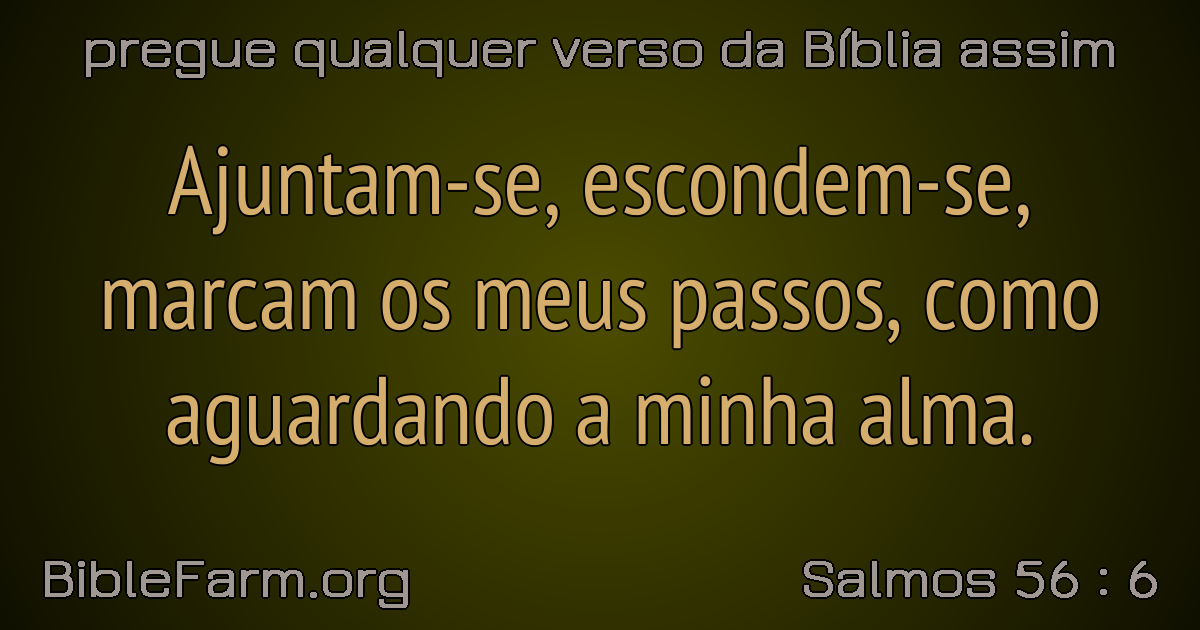 pregue qualquer verso da Bíblia assim
Ajuntam-se, escondem-se,
marcam os meus passos, como
aguardando a minha alma.
BibleFarm.org
Salmos 56 : 6